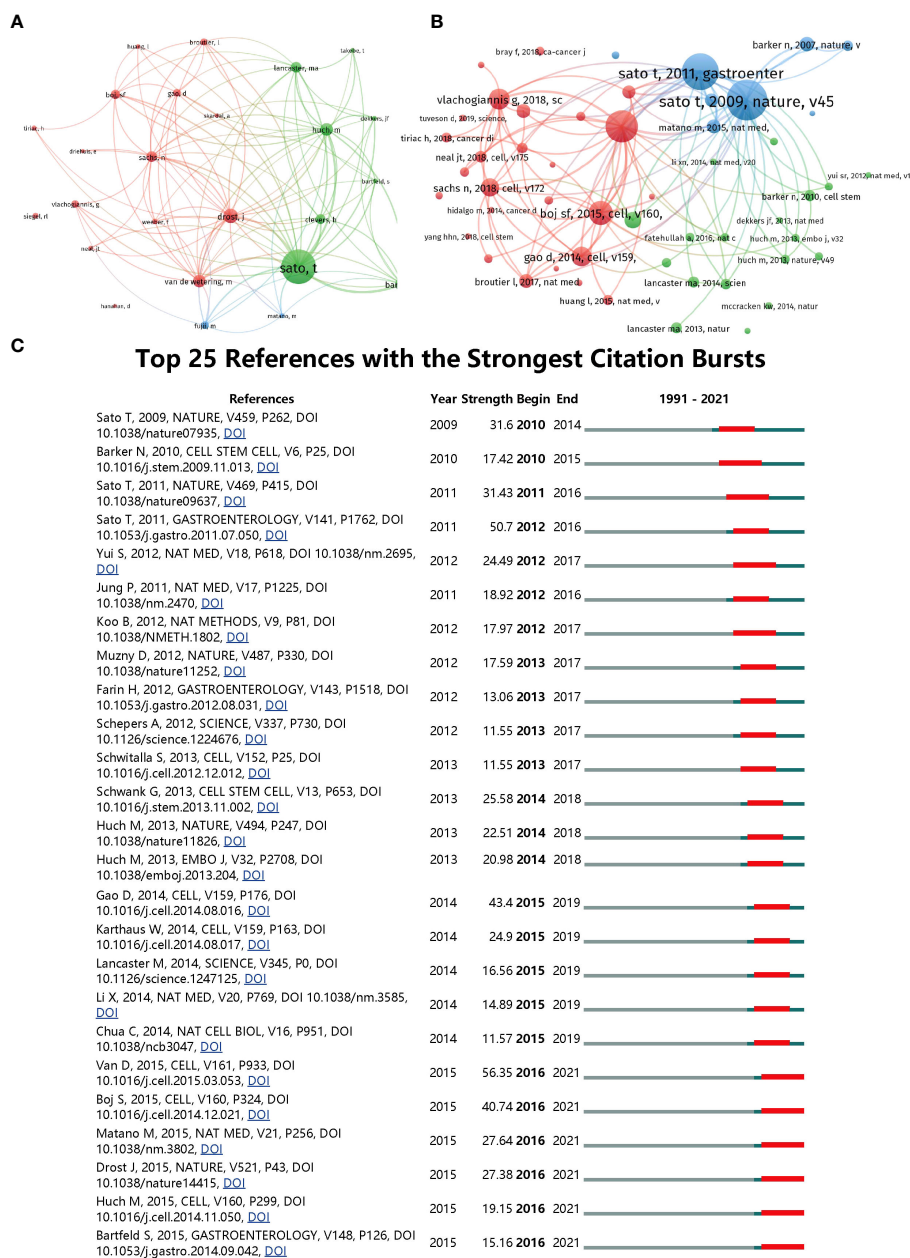 A
huang, l
broutier, l
takebe, t
lancaster, ma
boj, sf
gao, d
skardal, a
dekkers, jf
huch, m
tiriac, h
driehuis, e
sachs, n
bartfeld, s
vlachogiannis, g
siegel, rl
weeber, f
drost, j
clevers, h
neal, jt
sato, t
van de wetering, m
bar
hanahan, d
fujii, m
matano, m
B
bray f, 2018, ca-cancer j
barker n, 2007, nature, v
sato t, 2011, gastroenter
vlachogiannis g, 2018, sc
sato t, 2009, nature, v45
tuveson d, 2019, science,
matano m, 2015, nat med,
tiriac h, 2018, cancer di
neal jt, 2018, cell, v175
li xn, 2014, nat med, v20
yui sr, 2012, nat med, v1
sachs n, 2018, cell, v172
barker n, 2010, cell stem
hidalgo m, 2014, cancer d
boj sf, 2015, cell, v160,
dekkers jf, 2013, nat med
yang hhn, 2018, cell stem
fatehullah a, 2016, nat c
huch m, 2013, embo j, v32
gao d, 2014, cell, v159,
huch m, 2013, nature, v49
broutier l, 2017, nat med
lancaster ma, 2014, scien
huang l, 2015, nat med, v
mccracken kw, 2014, natur
lancaster ma, 2013, natur
C
Top 25 References with the Strongest Citation Bursts
References Year Strength Begin End 1991 - 2021
Sato T, 2009, NATURE, V459, P262, DOI
10.1038/nature07935, DOI 2009 31.6 2010 2014
Barker N, 2010, CELL STEM CELL, V6, P25, DOI
10.1016/j.stem.2009.11.013, DOI 2010 17.42 2010 2015
Sato T, 2011, NATURE, V469, P415, DOI
10.1038/nature09637, DOI 2011 31.43 2011 2016
Sato T, 2011, GASTROENTEROLOGY, V141, P1762, DOI
10.1053/j.gastro.2011.07.050, DOI 2011 50.7 2012 2016
Yui S, 2012, NAT MED, V18, P618, DOI 10.1038/nm.2695,
DOI 2012 24.49 2012 2017
Jung P, 2011, NAT MED, V17, P1225, DOI
10.1038/nm.2470, DOI 2011 18.92 2012 2016
Koo B, 2012, NAT METHODS, V9, P81, DOI
10.1038/NMETH.1802, DOI 2012 17.97 2012 2017
Muzny D, 2012, NATURE, V487, P330, DOI
10.1038/nature11252, DOI 2012 17.59 2013 2017
Farin H, 2012, GASTROENTEROLOGY, V143, P1518, DOI
10.1053/j.gastro.2012.08.031, DOI 2012 13.06 2013 2017
Schepers A, 2012, SCIENCE, V337, P730, DOI
10.1126/science.1224676, DOI 2012 11.55 2013 2017
Schwitalla S, 2013, CELL, V152, P25, DOI
10.1016/j.cell.2012.12.012, DOI 2013 11.55 2013 2017
Schwank G, 2013, CELL STEM CELL, V13, P653, DOI
10.1016/j.stem.2013.11.002, DOI 2013 25.58 2014 2018
Huch M, 2013, NATURE, V494, P247, DOI
10.1038/nature11826, DOI 2013 22.51 2014 2018
Huch M, 2013, EMBO J, V32, P2708, DOI
10.1038/emboj.2013.204, DOI 2013 20.98 2014 2018
Gao D, 2014, CELL, V159, P176, DOI
10.1016/j.cell.2014.08.016, DOI 2014 43.4 2015 2019
Karthaus W, 2014, CELL, V159, P163, DOI
10.1016/j.cell.2014.08.017, DOI 2014 24.9 2015 2019
Lancaster M, 2014, SCIENCE, V345, P0, DOI
10.1126/science.1247125, DOI 2014 16.56 2015 2019
Li X, 2014, NAT MED, V20, P769, DOI 10.1038/nm.3585,
DOI 2014 14.89 2015 2019
Chua C, 2014, NAT CELL BIOL, V16, P951, DOI
10.1038/ncb3047, DOI 2014 11.57 2015 2019
Van D, 2015, CELL, V161, P933, DOI
10.1016/j.cell.2015.03.053, DOI 2015 56.35 2016 2021
Boj S, 2015, CELL, V160, P324, DOI
10.1016/j.cell.2014.12.021, DOI 2015 40.74 2016 2021
Matano M, 2015, NAT MED, V21, P256, DOI
10.1038/nm.3802, DOI 2015 27.64 2016 2021
Drost J, 2015, NATURE, V521, P43, DOI
10.1038/nature14415, DOI 2015 27.38 2016 2021
Huch M, 2015, CELL, V160, P299, DOI
10.1016/j.cell.2014.11.050, DOI 2015 19.15 2016 2021
Bartfeld S, 2015, GASTROENTEROLOGY, V148, P126, DOI
10.1053/j.gastro.2014.09.042, DOI 2015 15.16 2016 2021